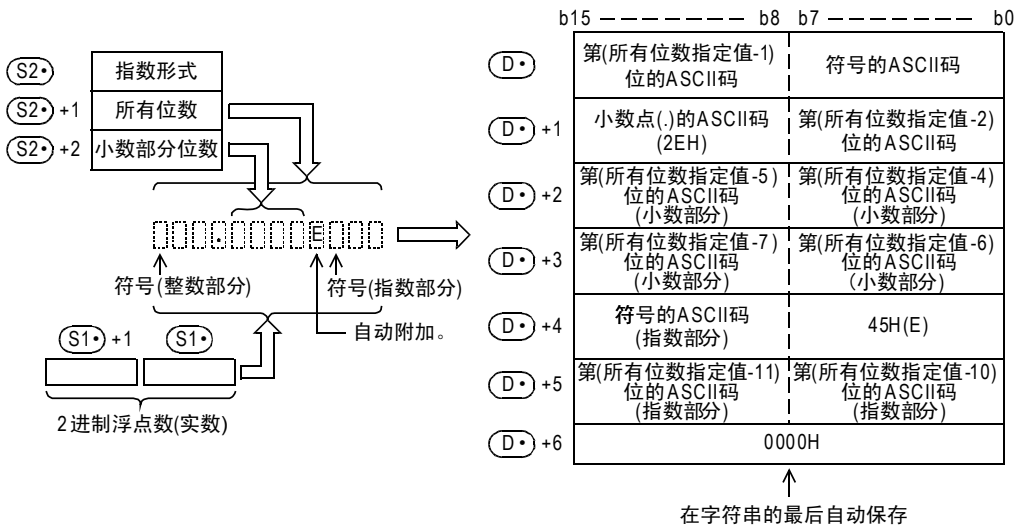 S2• 指数形式
S2• +1 所有位数
S2• +2 小数部分位数
. E
符号(整数部分)
符号(指数部分)
自动附加。
S1• +1 S1•
2进制浮点数(实数)
b15 b8 b7 b0
D•
第(所有位数指定值-1)
位的ASCII码
符号的ASCII码
D• +1
小数点(.)的ASCII码
(2EH)
第(所有位数指定值-2)
位的ASCII码
D• +2
第(所有位数指定值-5)
位的ASCII码
(小数部分)
第(所有位数指定值-4)
位的ASCII码
(小数部分)
D• +3
第(所有位数指定值-7)
位的ASCII码
(小数部分)
第(所有位数指定值-6)
位的ASCII码
(小数部分)
D• +4
符号的ASCII码
(指数部分)
45H(E)
D• +5
第(所有位数指定值-11)
位的ASCII码
(指数部分)
第(所有位数指定值-10)
位的ASCII码
(指数部分)
D• +6
0000H
在字符串的最后自动保存